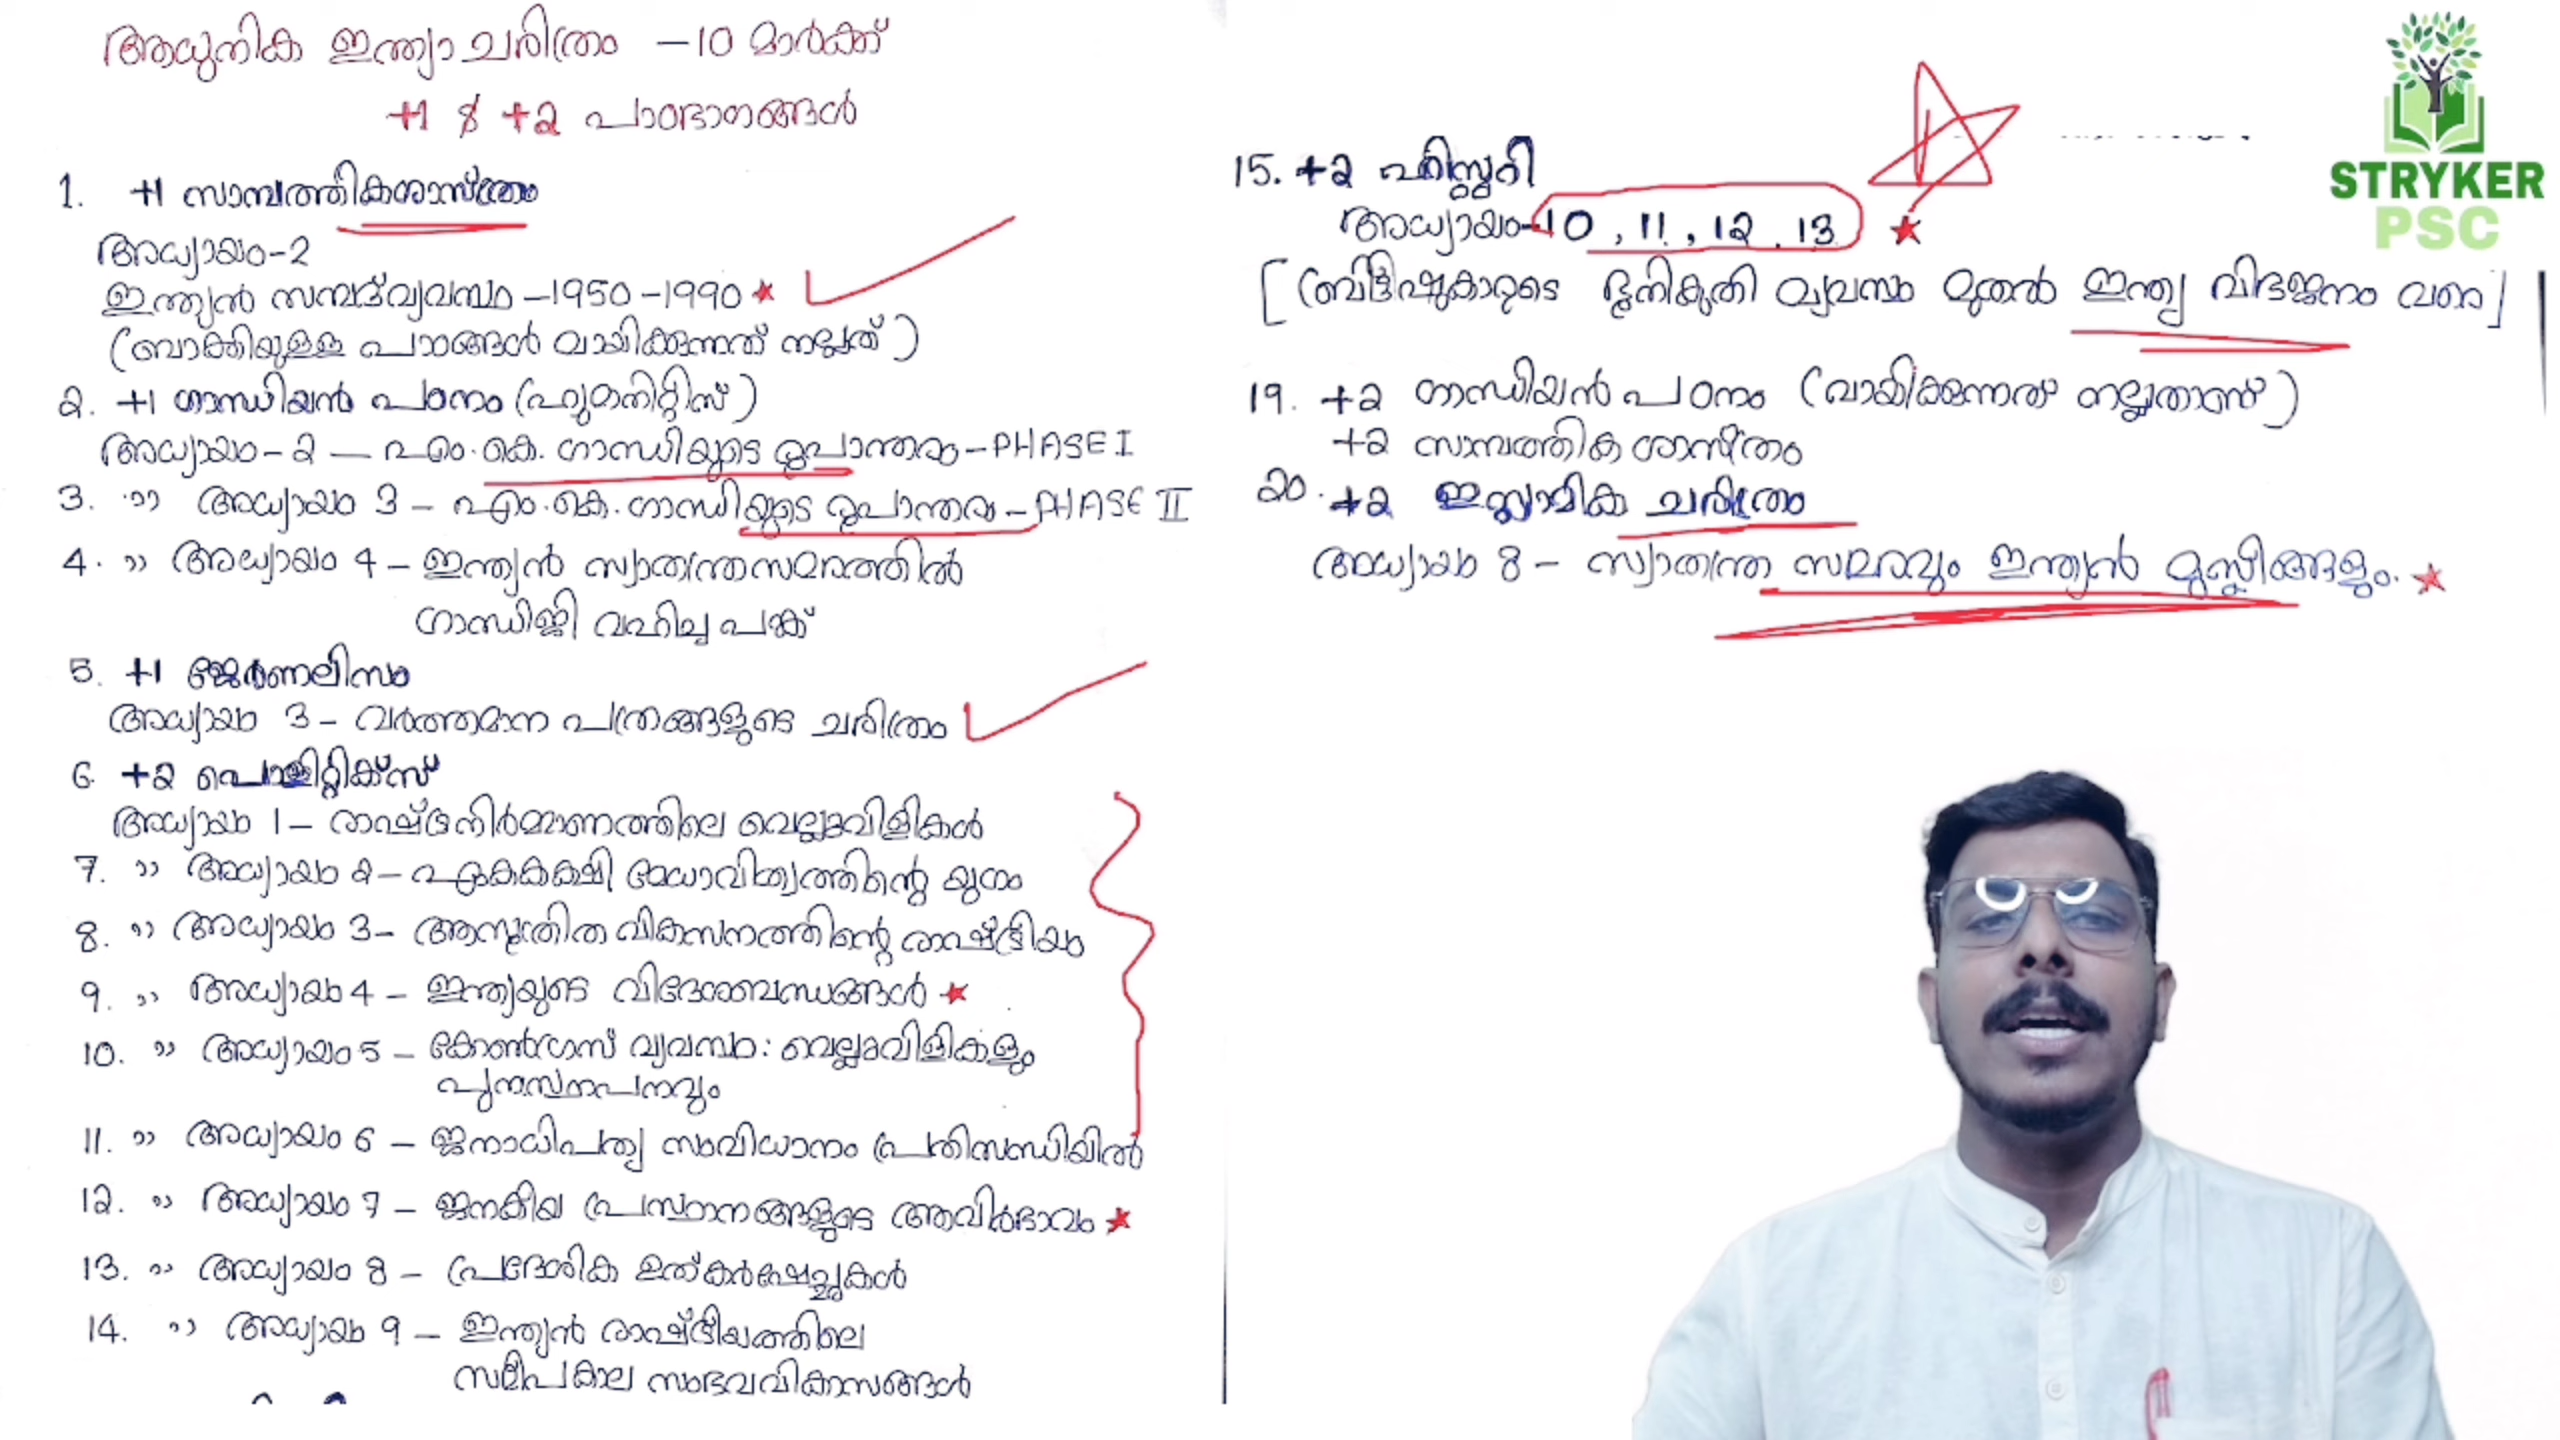 ആധുനിക ഇന്ത്യാ ചരിത്രം – 10 മാർക്ക്
+1 & +2 പാഠഭാഗങ്ങൾ
1. +1 സാമ്പത്തികശാസ്ത്രം
അധ്യായം-2
ഇന്ത്യൻ സമ്പദ്‌വ്യവസ്ഥ – 1950 - 1990 ★
(ബാക്കിയുള്ള പാഠങ്ങൾ വായിക്കുന്നത് നല്ലത്)
2. +1 ഗാന്ധിയൻ പഠനം (ഹ്യുമാനിറ്റീസ്)
അധ്യായം - 2 — എം.കെ. ഗാന്ധിയുടെ രൂപാന്തരം – PHASE I
3. ,, അധ്യായം 3 – എം.കെ. ഗാന്ധിയുടെ രൂപാന്തരം – PHASE II
4. ,, അധ്യായം 4 – ഇന്ത്യൻ സ്വാതന്ത്ര്യസമരത്തിൽ
ഗാന്ധിജി വഹിച്ച പങ്ക്
5. +1 ജേർണലിസം
അധ്യായം 3 – വർത്തമാന പത്രങ്ങളുടെ ചരിത്രം
6. +2 പൊളിറ്റിക്സ്
അധ്യായം 1 – രാഷ്ട്രനിർമ്മാണത്തിലെ വെല്ലുവിളികൾ
7. ,, അധ്യായം 2 – ഏകകക്ഷി മേധാവിത്വത്തിന്റെ യുഗം
8. ,, അധ്യായം 3 – ആസൂത്രിത വികസനത്തിന്റെ രാഷ്ട്രീയം
9. ,, അധ്യായം 4 – ഇന്ത്യയുടെ വിദേശബന്ധങ്ങൾ ★
10. ,, അധ്യായം 5 – കോൺഗ്രസ് വ്യവസ്ഥ: വെല്ലുവിളികളും
പുനഃസ്ഥാപനവും
11. ,, അധ്യായം 6 – ജനാധിപത്യ സംവിധാനം പ്രതിസന്ധിയിൽ
12. ,, അധ്യായം 7 – ജനകീയ പ്രസ്ഥാനങ്ങളുടെ ആവിർഭാവം ★
13. ,, അധ്യായം 8 – പ്രദേശിക ഉത്കർഷേച്ഛകൾ
14. ,, അധ്യായം 9 – ഇന്ത്യൻ രാഷ്ട്രീയത്തിലെ
സമീപകാല സംഭവവികാസങ്ങൾ
15. +2 ഹിസ്റ്ററി
അധ്യായം-10, 11, 12, 13 ★
[ബ്രിട്ടീഷുകാരുടെ ഭൂനികുതി വ്യവസ്ഥ മുതൽ ഇന്ത്യ വിഭജനം വരെ]
19. +2 ഗാന്ധിയൻ പഠനം (വായിക്കുന്നത് നല്ലതാണ്)
+2 സാമ്പത്തിക ശാസ്ത്രം
20. +2 ഇസ്ലാമിക ചരിത്രം
അധ്യായം 8 – സ്വാതന്ത്ര സമരവും ഇന്ത്യൻ മുസ്ലീങ്ങളും. ★
STRYKER
PSC